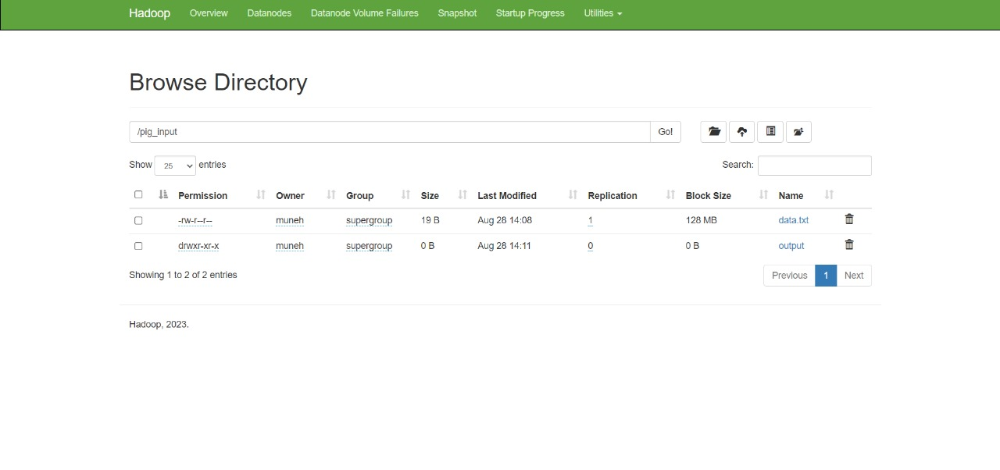 Hadoop Overview Datanodes Datanode Volume Failures Snapshot Startup Progress Utilities
Browse Directory
/pig_input Go!
Show 25 entries Search:
Permission Owner Group Size Last Modified Replication Block Size Name
-rw-r--r-- muneh supergroup 19 B Aug 28 14:08 1 128 MB data.txt
drwxr-xr-x muneh supergroup 0 B Aug 28 14:11 0 0 B output
Showing 1 to 2 of 2 entries Previous 1 Next
Hadoop, 2023.